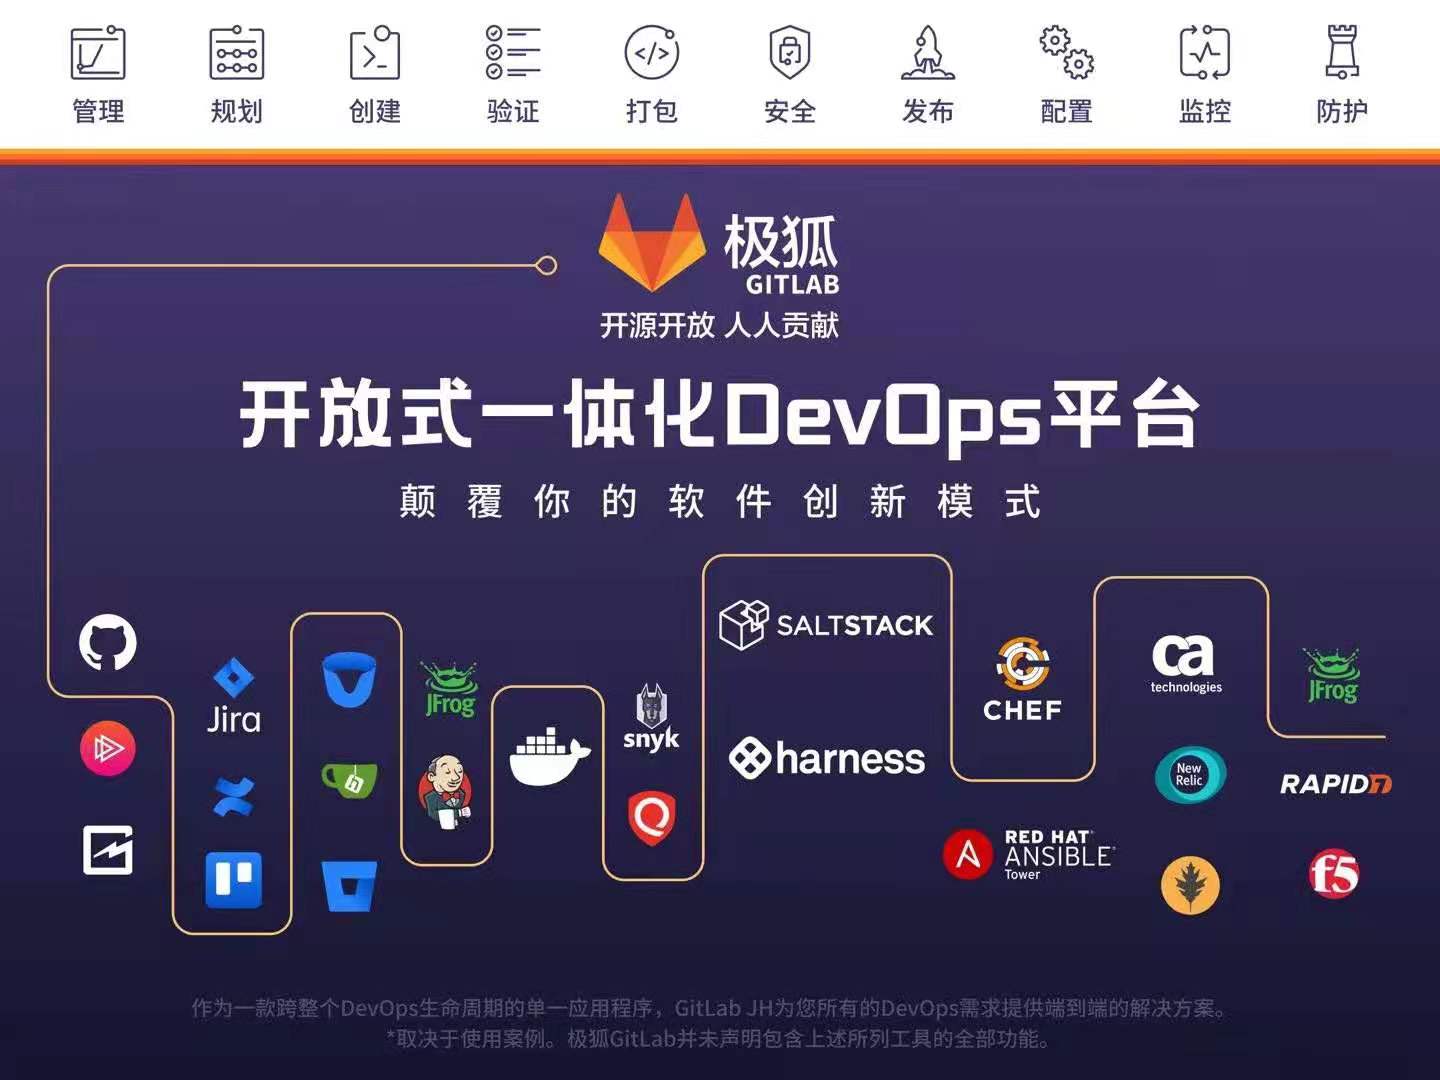 管理 规划 创建 验证 打包 安全 发布 配置 监控 防护
极狐
GITLAB
开源开放 人人贡献
开放式一体化DevOps平台
颠覆你的软件创新模式
Jira
JFrog
snyk
SALTSTACK
harness
CHEF
RED HAT®
ANSIBLE®
Tower
ca
technologies
New
Relic
JFrog
RAPID7
f5
作为一款跨整个DevOps生命周期的单一应用程序，GitLab JH为您所有的DevOps需求提供端到端的解决方案。
*取决于使用案例。极狐GitLab并未声明包含上述所列工具的全部功能。